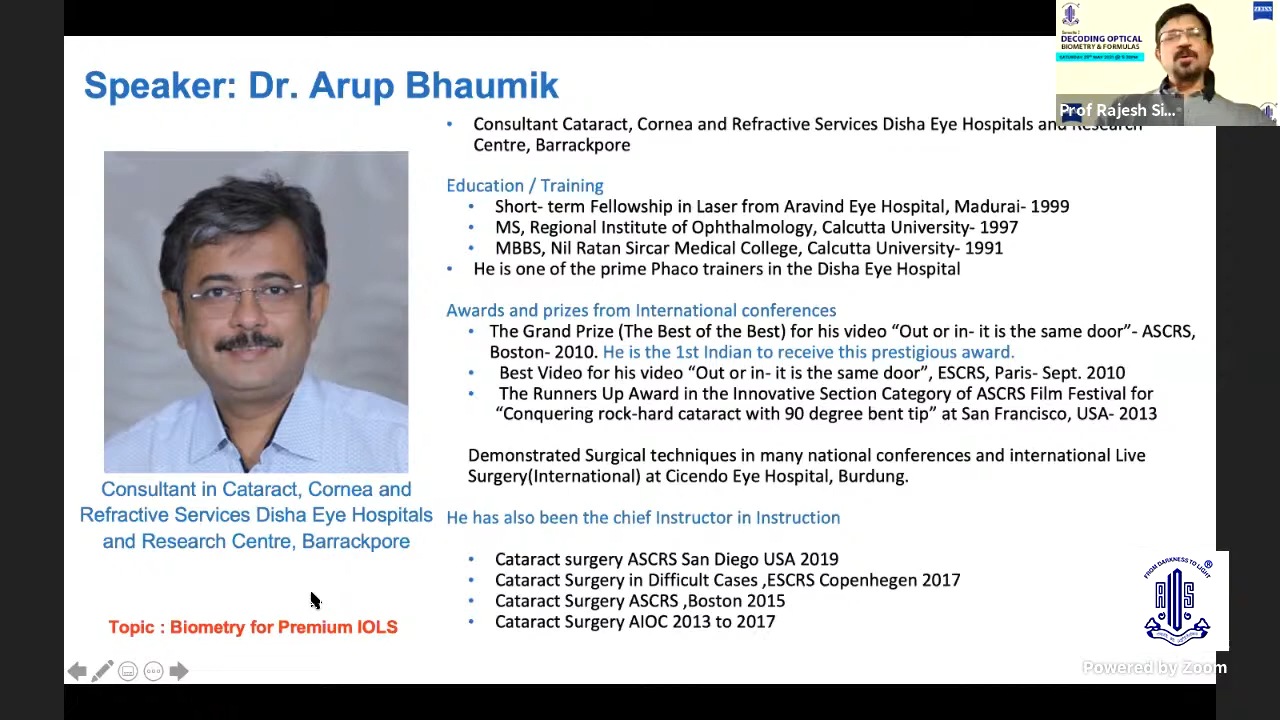 Speaker: Dr. Arup Bhaumik
Consultant in Cataract, Cornea and
Refractive Services Disha Eye Hospitals
and Research Centre, Barrackpore
Topic : Biometry for Premium IOLS
• Consultant Cataract, Cornea and Refractive Services Disha Eye Hospitals and Research
Centre, Barrackpore
Education / Training
• Short- term Fellowship in Laser from Aravind Eye Hospital, Madurai- 1999
• MS, Regional Institute of Ophthalmology, Calcutta University- 1997
• MBBS, Nil Ratan Sircar Medical College, Calcutta University- 1991
• He is one of the prime Phaco trainers in the Disha Eye Hospital
Awards and prizes from International conferences
• The Grand Prize (The Best of the Best) for his video “Out or in- it is the same door”- ASCRS,
Boston- 2010. He is the 1st Indian to receive this prestigious award.
• Best Video for his video “Out or in- it is the same door”, ESCRS, Paris- Sept. 2010
• The Runners Up Award in the Innovative Section Category of ASCRS Film Festival for
“Conquering rock-hard cataract with 90 degree bent tip” at San Francisco, USA- 2013
Demonstrated Surgical techniques in many national conferences and international Live
Surgery(International) at Cicendo Eye Hospital, Burdung.
He has also been the chief Instructor in Instruction
• Cataract surgery ASCRS San Diego USA 2019
• Cataract Surgery in Difficult Cases ,ESCRS Copenhegen 2017
• Cataract Surgery ASCRS ,Boston 2015
• Cataract Surgery AIOC 2013 to 2017
DECODING OPTICAL
BIOMETRY & FORMULAS
ZEISS
Prof Rajesh Si...
FROM DARKNESS TO LIGHT
®
AIOS
Powered by Zoom